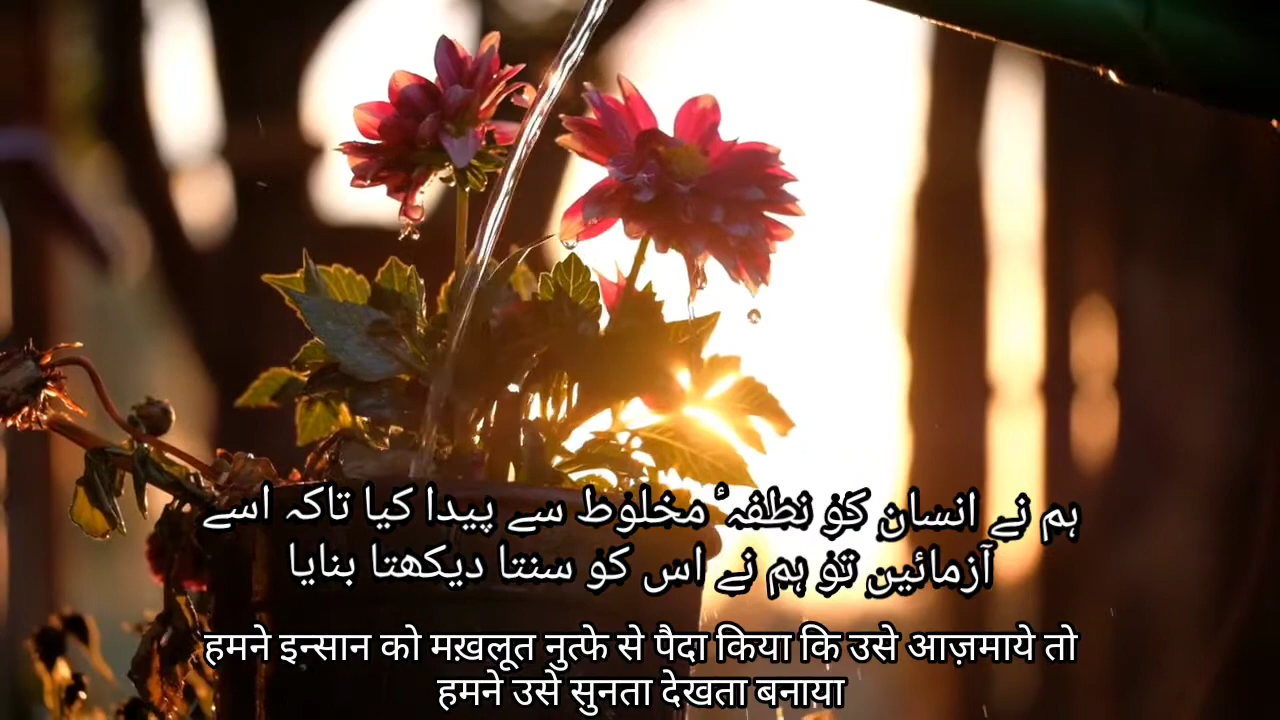 ہم نے انسان کو نطفہٴ مخلوط سے پیدا کیا تاکہ اسے
آزمائیں تو ہم نے اس کو سنتا دیکھتا بنایا
हमने इन्सान को मख़लूत नुत्फे से पैदा किया कि उसे आज़माये तो
हमने उसे सुनता देखता बनाया